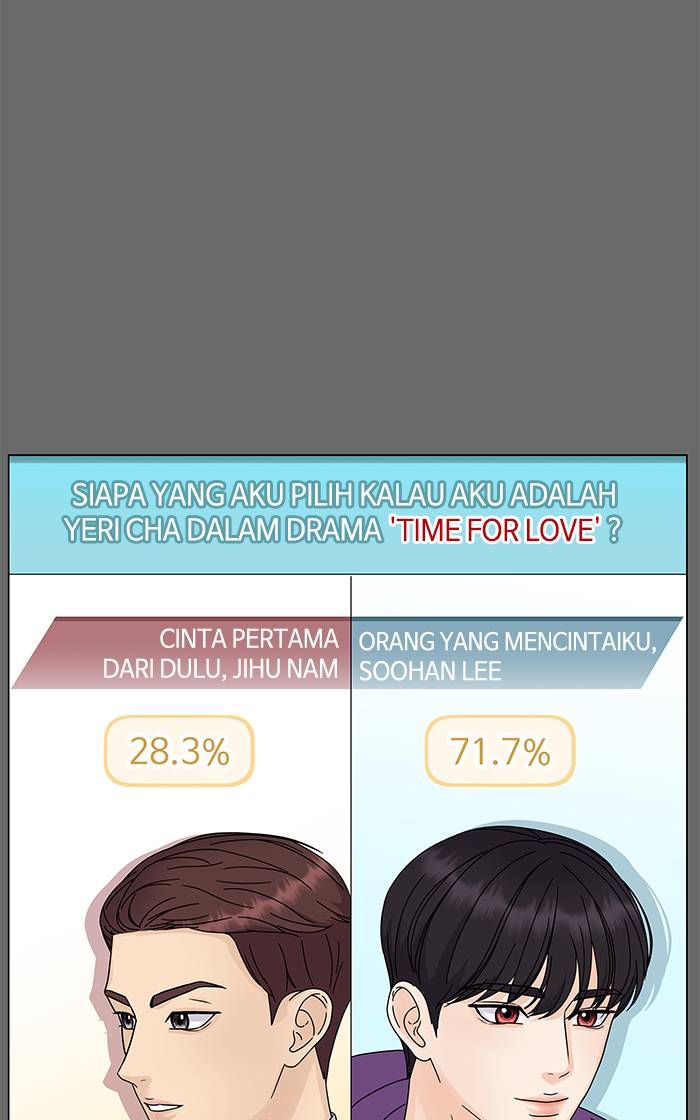 SIAPA YANG AKU PILIH KALAU AKU ADALAH
YERI CHA DALAM DRAMA 'TIME FOR LOVE' ?
CINTA PERTAMA
DARI DULU, JIHU NAM
28.3%
ORANG YANG MENCINTAIKU,
SOOHAN LEE
71.7%